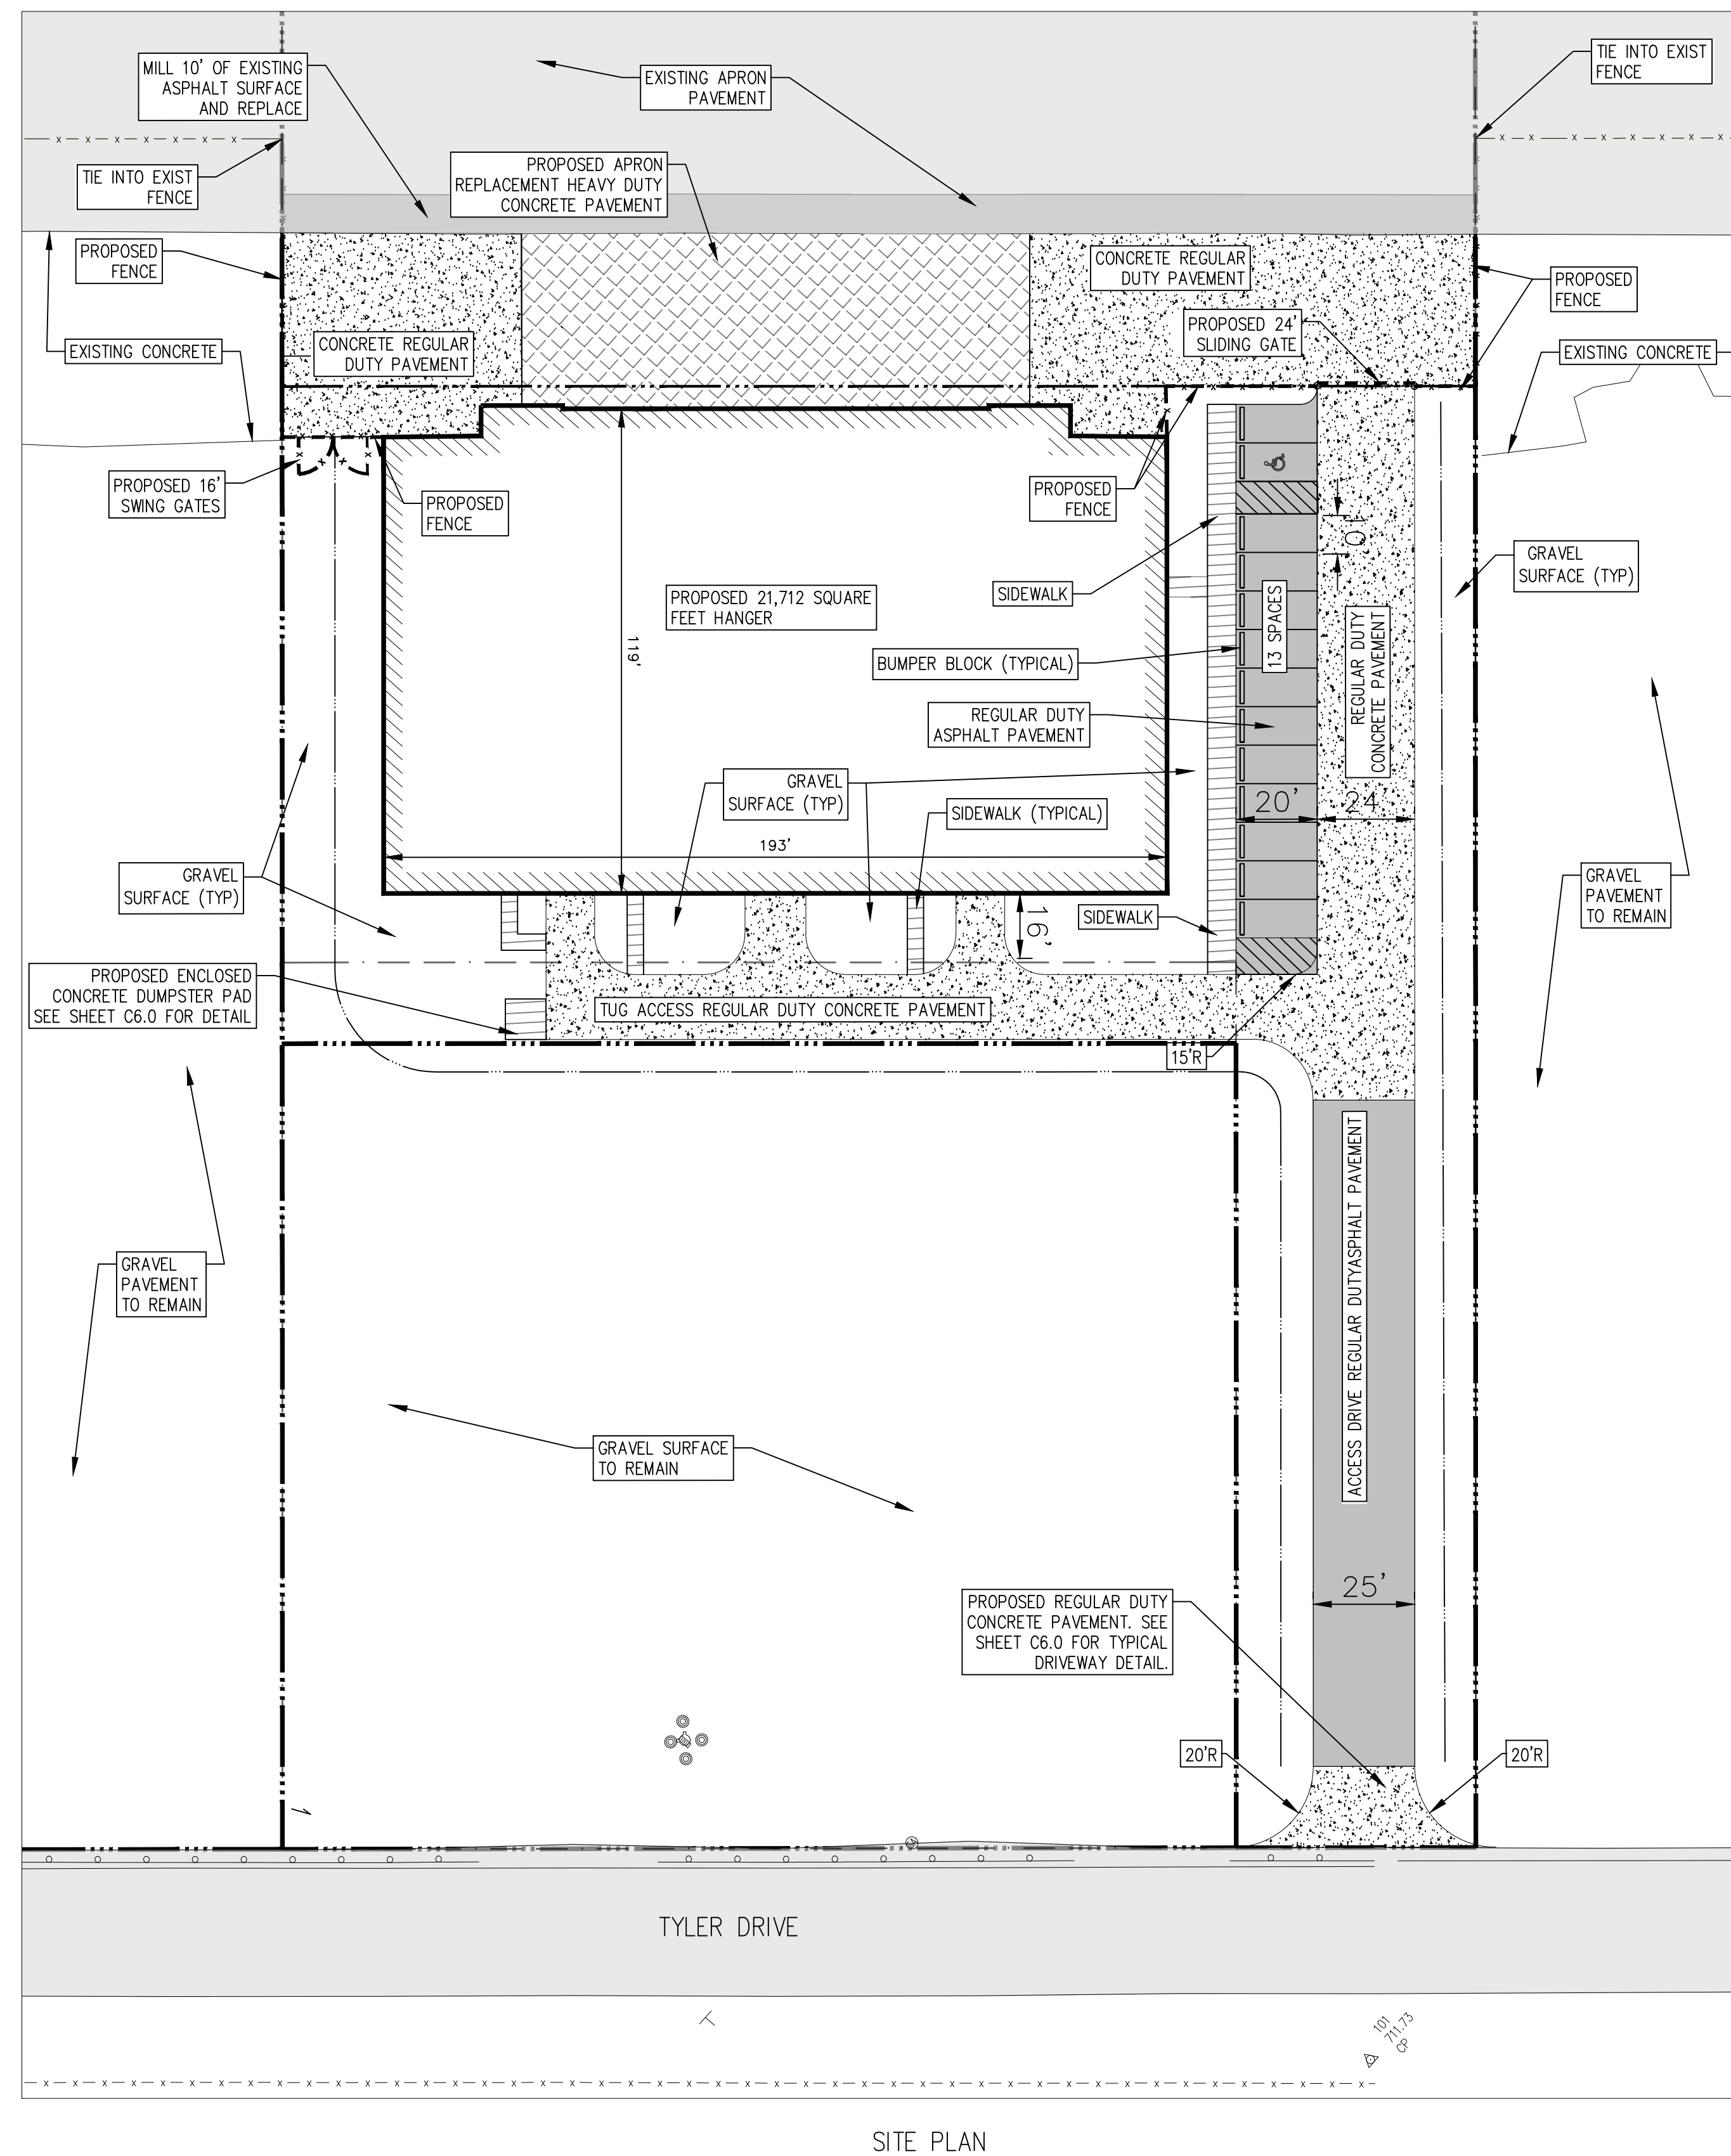 MILL 10' OF EXISTING
ASPHALT SURFACE
AND REPLACE
EXISTING APRON
PAVEMENT
TIE INTO EXIST
FENCE
TIE INTO EXIST
FENCE
PROPOSED APRON
REPLACEMENT HEAVY DUTY
CONCRETE PAVEMENT
PROPOSED
FENCE
CONCRETE REGULAR
DUTY PAVEMENT
PROPOSED
FENCE
PROPOSED 24'
SLIDING GATE
EXISTING CONCRETE
CONCRETE REGULAR
DUTY PAVEMENT
EXISTING CONCRETE
PROPOSED 16'
SWING GATES
PROPOSED
FENCE
PROPOSED
FENCE
10'
GRAVEL
SURFACE (TYP)
PROPOSED 21,712 SQUARE
FEET HANGER
SIDEWALK
13 SPACES
119'
BUMPER BLOCK (TYPICAL)
REGULAR DUTY
CONCRETE PAVEMENT
REGULAR DUTY
ASPHALT PAVEMENT
GRAVEL
SURFACE (TYP)
SIDEWALK (TYPICAL)
20'
24
193'
GRAVEL
SURFACE (TYP)
GRAVEL
PAVEMENT
TO REMAIN
16'
SIDEWALK
PROPOSED ENCLOSED
CONCRETE DUMPSTER PAD
SEE SHEET C6.0 FOR DETAIL
TUG ACCESS REGULAR DUTY CONCRETE PAVEMENT
15'R
ACCESS DRIVE REGULAR DUTYASPHALT PAVEMENT
GRAVEL
PAVEMENT
TO REMAIN
GRAVEL SURFACE
TO REMAIN
25'
PROPOSED REGULAR DUTY
CONCRETE PAVEMENT. SEE
SHEET C6.0 FOR TYPICAL
DRIVEWAY DETAIL.
20'R
20'R
TYLER DRIVE
101
711.73
CP
SITE PLAN